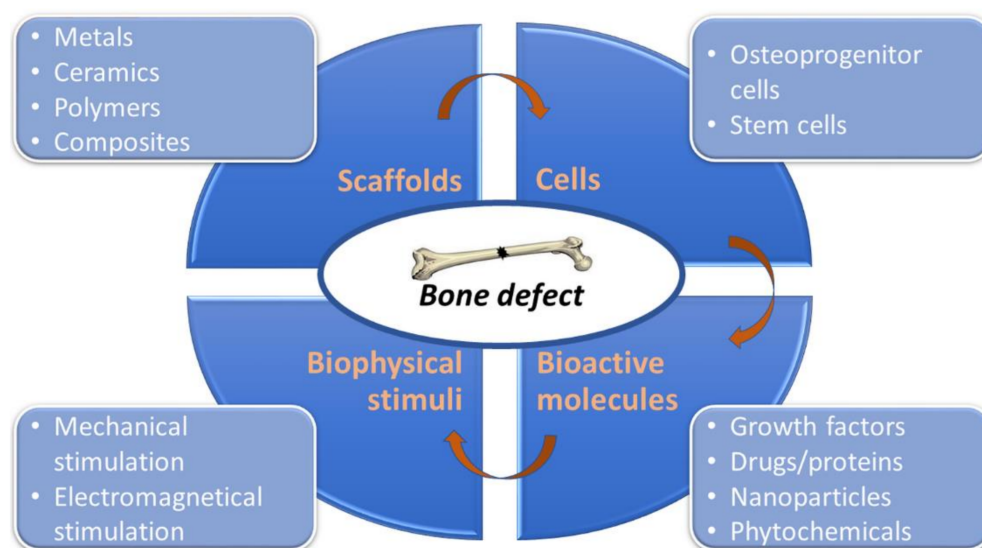 • Metals
• Ceramics
• Polymers
• Composites
Scaffolds
• Osteoprogenitor
cells
• Stem cells
Cells
Bone defect
Biophysical
stimuli
• Mechanical
stimulation
• Electromagnetical
stimulation
Bioactive
molecules
• Growth factors
• Drugs/proteins
• Nanoparticles
• Phytochemicals